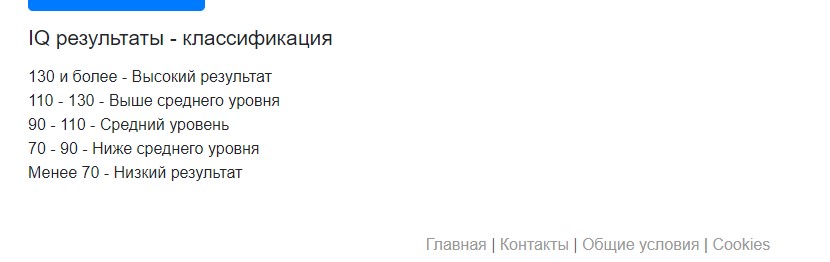 IQ результаты - классификация
130 и более - Высокий результат
110 - 130 - Выше среднего уровня
90 - 110 - Средний уровень
70 - 90 - Ниже среднего уровня
Менее 70 - Низкий результат
Главная | Контакты | Общие условия | Cookies